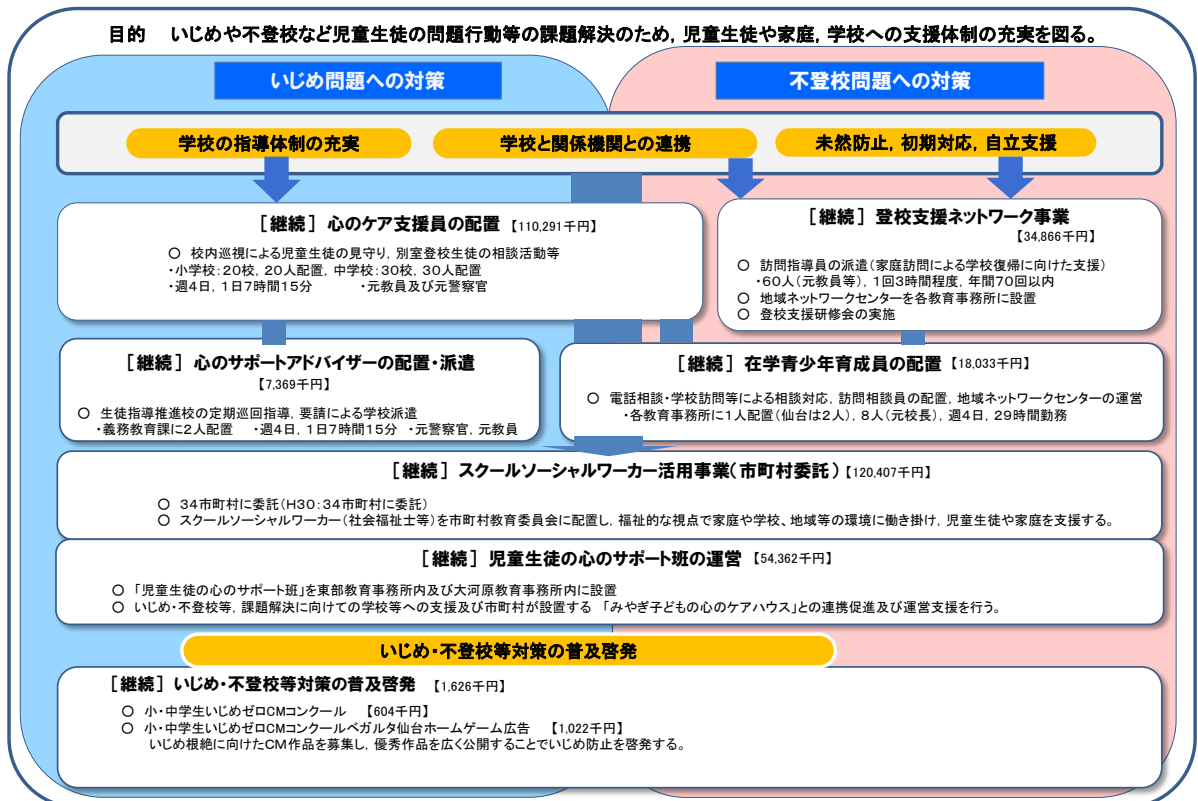 目的　いじめや不登校など児童生徒の問題行動等の課題解決のため，児童生徒や家庭，学校への支援体制の充実を図る。
いじめ問題への対策
不登校問題への対策
学校の指導体制の充実
学校と関係機関との連携
未然防止，初期対応，自立支援
［継続］心のケア支援員の配置 【110,291千円】
○ 校内巡視による児童生徒の見守り，別室登校生徒の相談活動等
・小学校：20校，20人配置，中学校：30校，30人配置
・週4日，1日7時間15分　・元教員及び元警察官
［継続］登校支援ネットワーク事業
【34,866千円】
○ 訪問指導員の派遣（家庭訪問による学校復帰に向けた支援）
・60人（元教員等），1回3時間程度，年間70回以内
○ 地域ネットワークセンターを各教育事務所に設置
○ 登校支援研修会の実施
［継続］心のサポートアドバイザーの配置・派遣
【7,369千円】
○ 生徒指導推進校の定期巡回指導，要請による学校派遣
・義務教育課に2人配置　・週4日，1日7時間15分　・元警察官，元教員
［継続］在学青少年育成員の配置 【18,033千円】
○ 電話相談・学校訪問等による相談対応，訪問相談員の配置，地域ネットワークセンターの運営
・各教育事務所に1人配置（仙台は2人），8人（元校長），週4日，29時間勤務
［継続］スクールソーシャルワーカー活用事業（市町村委託）【120,407千円】
○ 34市町村に委託（H30：34市町村に委託）
○ スクールソーシャルワーカー（社会福祉士等）を市町村教育委員会に配置し，福祉的な視点で家庭や学校、地域等の環境に働き掛け，児童生徒や家庭を支援する。
［継続］児童生徒の心のサポート班の運営 【54,362千円】
○ 「児童生徒の心のサポート班」を東部教育事務所内及び大河原教育事務所内に設置
○ いじめ・不登校等，課題解決に向けての学校等への支援及び市町村が設置する 「みやぎ子どもの心のケアハウス」との連携促進及び運営支援を行う。
いじめ・不登校等対策の普及啓発
［継続］いじめ・不登校等対策の普及啓発 【1,626千円】
○ 小・中学生いじめゼロCMコンクール 【604千円】
○ 小・中学生いじめゼロCMコンクールベガルタ仙台ホームゲーム広告 【1,022千円】
いじめ根絶に向けたCM作品を募集し，優秀作品を広く公開することでいじめ防止を啓発する。